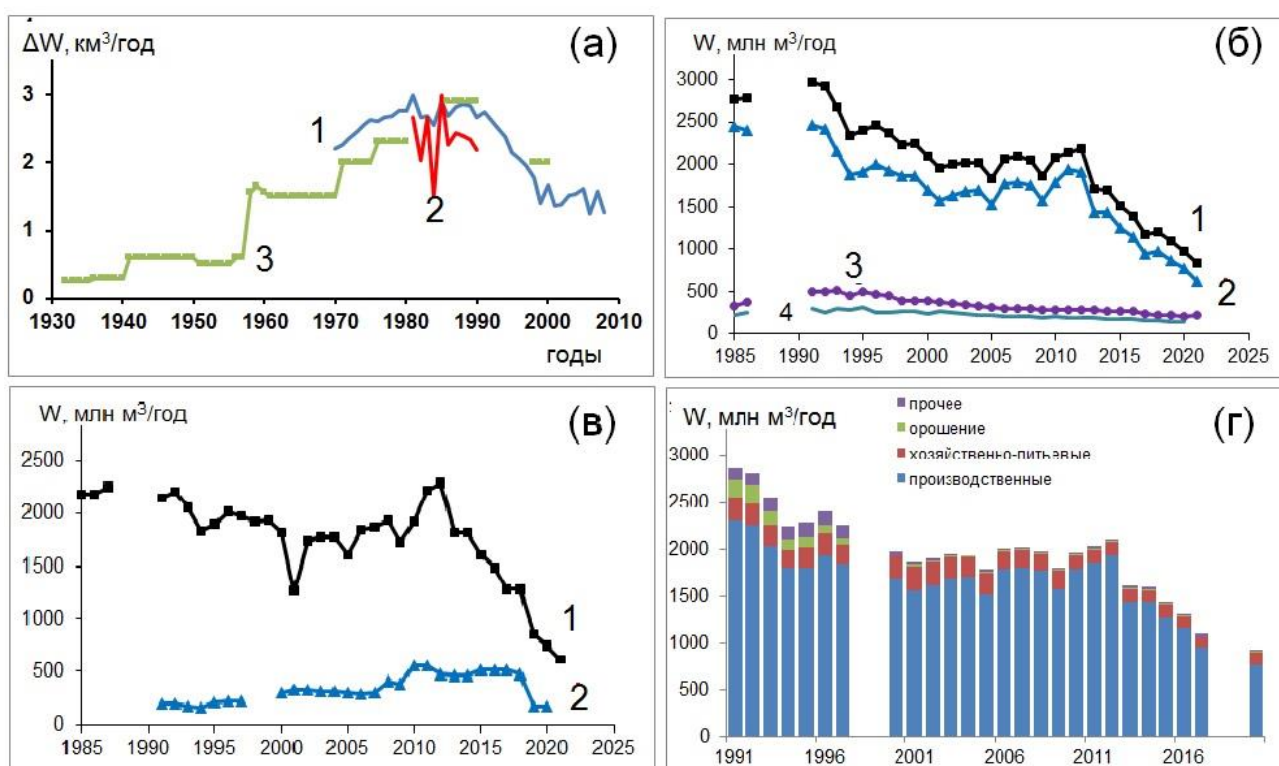 ΔW, км³/год
(а)
3
2
1
0
1
2
3
1930 1940 1950 1960 1970 1980 1990 2000 2010
годы
W, млн м³/год
(б)
3000
2500
2000
1500
1000
500
0
1
2
3
4
1985 1990 1995 2000 2005 2010 2015 2020 2025
W, млн м³/год
(в)
2500
2000
1500
1000
500
0
1
2
1985 1990 1995 2000 2005 2010 2015 2020 2025
W, млн м³/год
(г)
прочее
орошение
хозяйственно-питьевые
производственные
3000
2500
2000
1500
1000
500
0
1991 1996 2001 2006 2011 2016